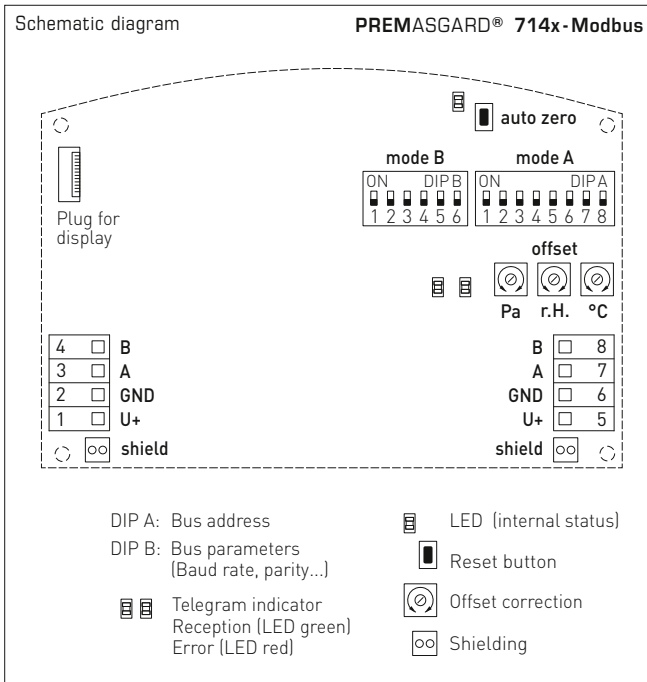 Schematic diagram PREMASGARD® 714x-Modbus
auto zero
mode B mode A
ON DIP B ON DIP A
1 2 3 4 5 6 1 2 3 4 5 6 7 8
Plug for
display
offset
Pa r.H. °C
4 B B 8
3 A A 7
2 GND GND 6
1 U+ U+ 5
shield shield
DIP A: Bus address
DIP B: Bus parameters
(Baud rate, parity...)
Telegram indicator
Reception (LED green)
Error (LED red)
LED (internal status)
Reset button
Offset correction
Shielding